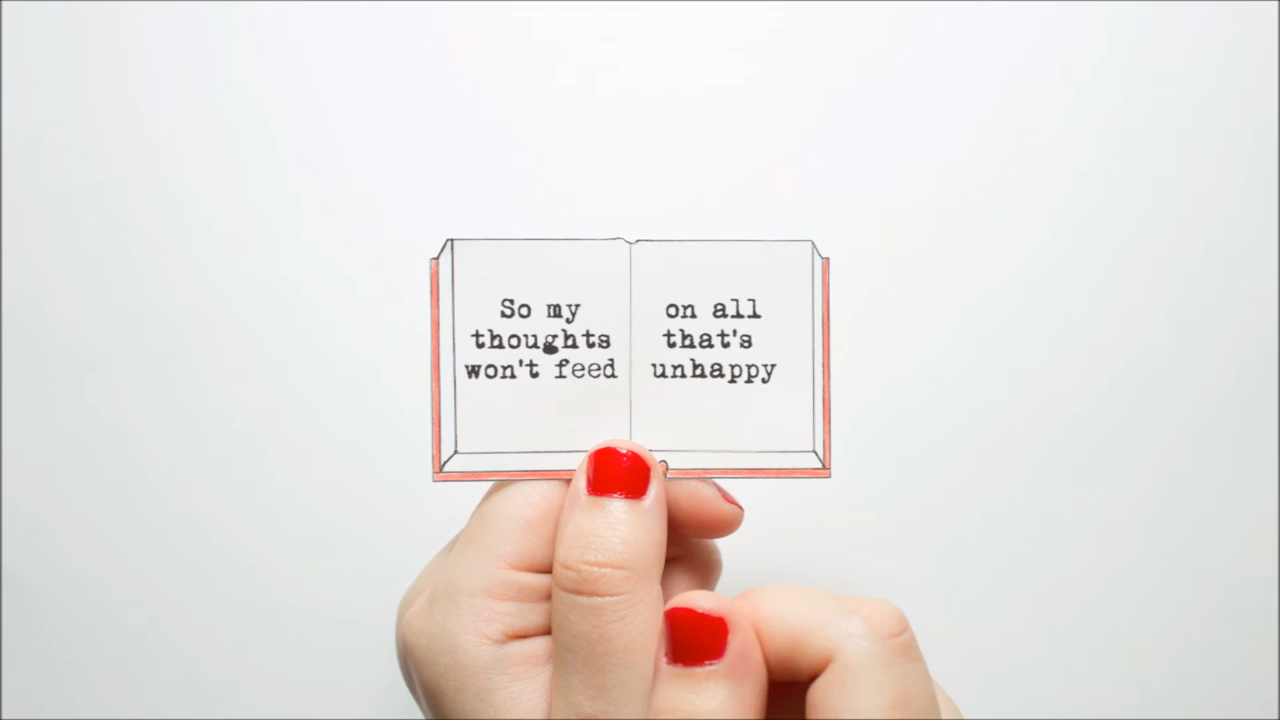 So my
thoughts
won't feed
on all
that's
unhappy